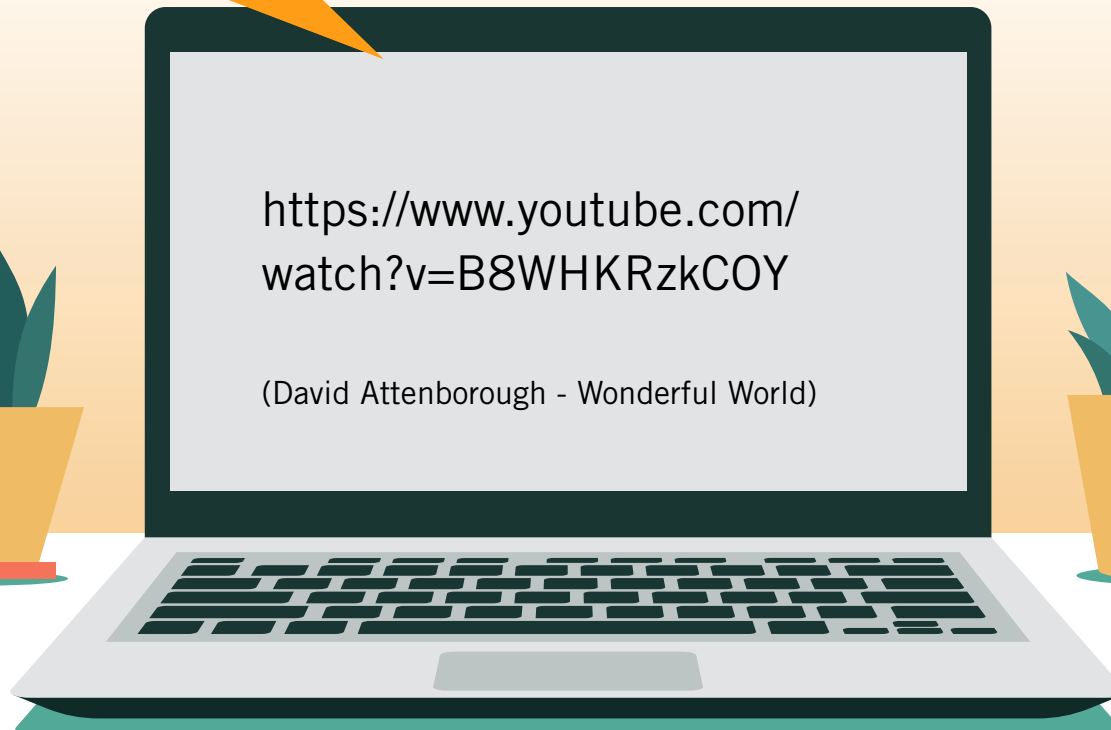 https://www.youtube.com/
watch?v=B8WHKRzkCOY
(David Attenborough - Wonderful World)